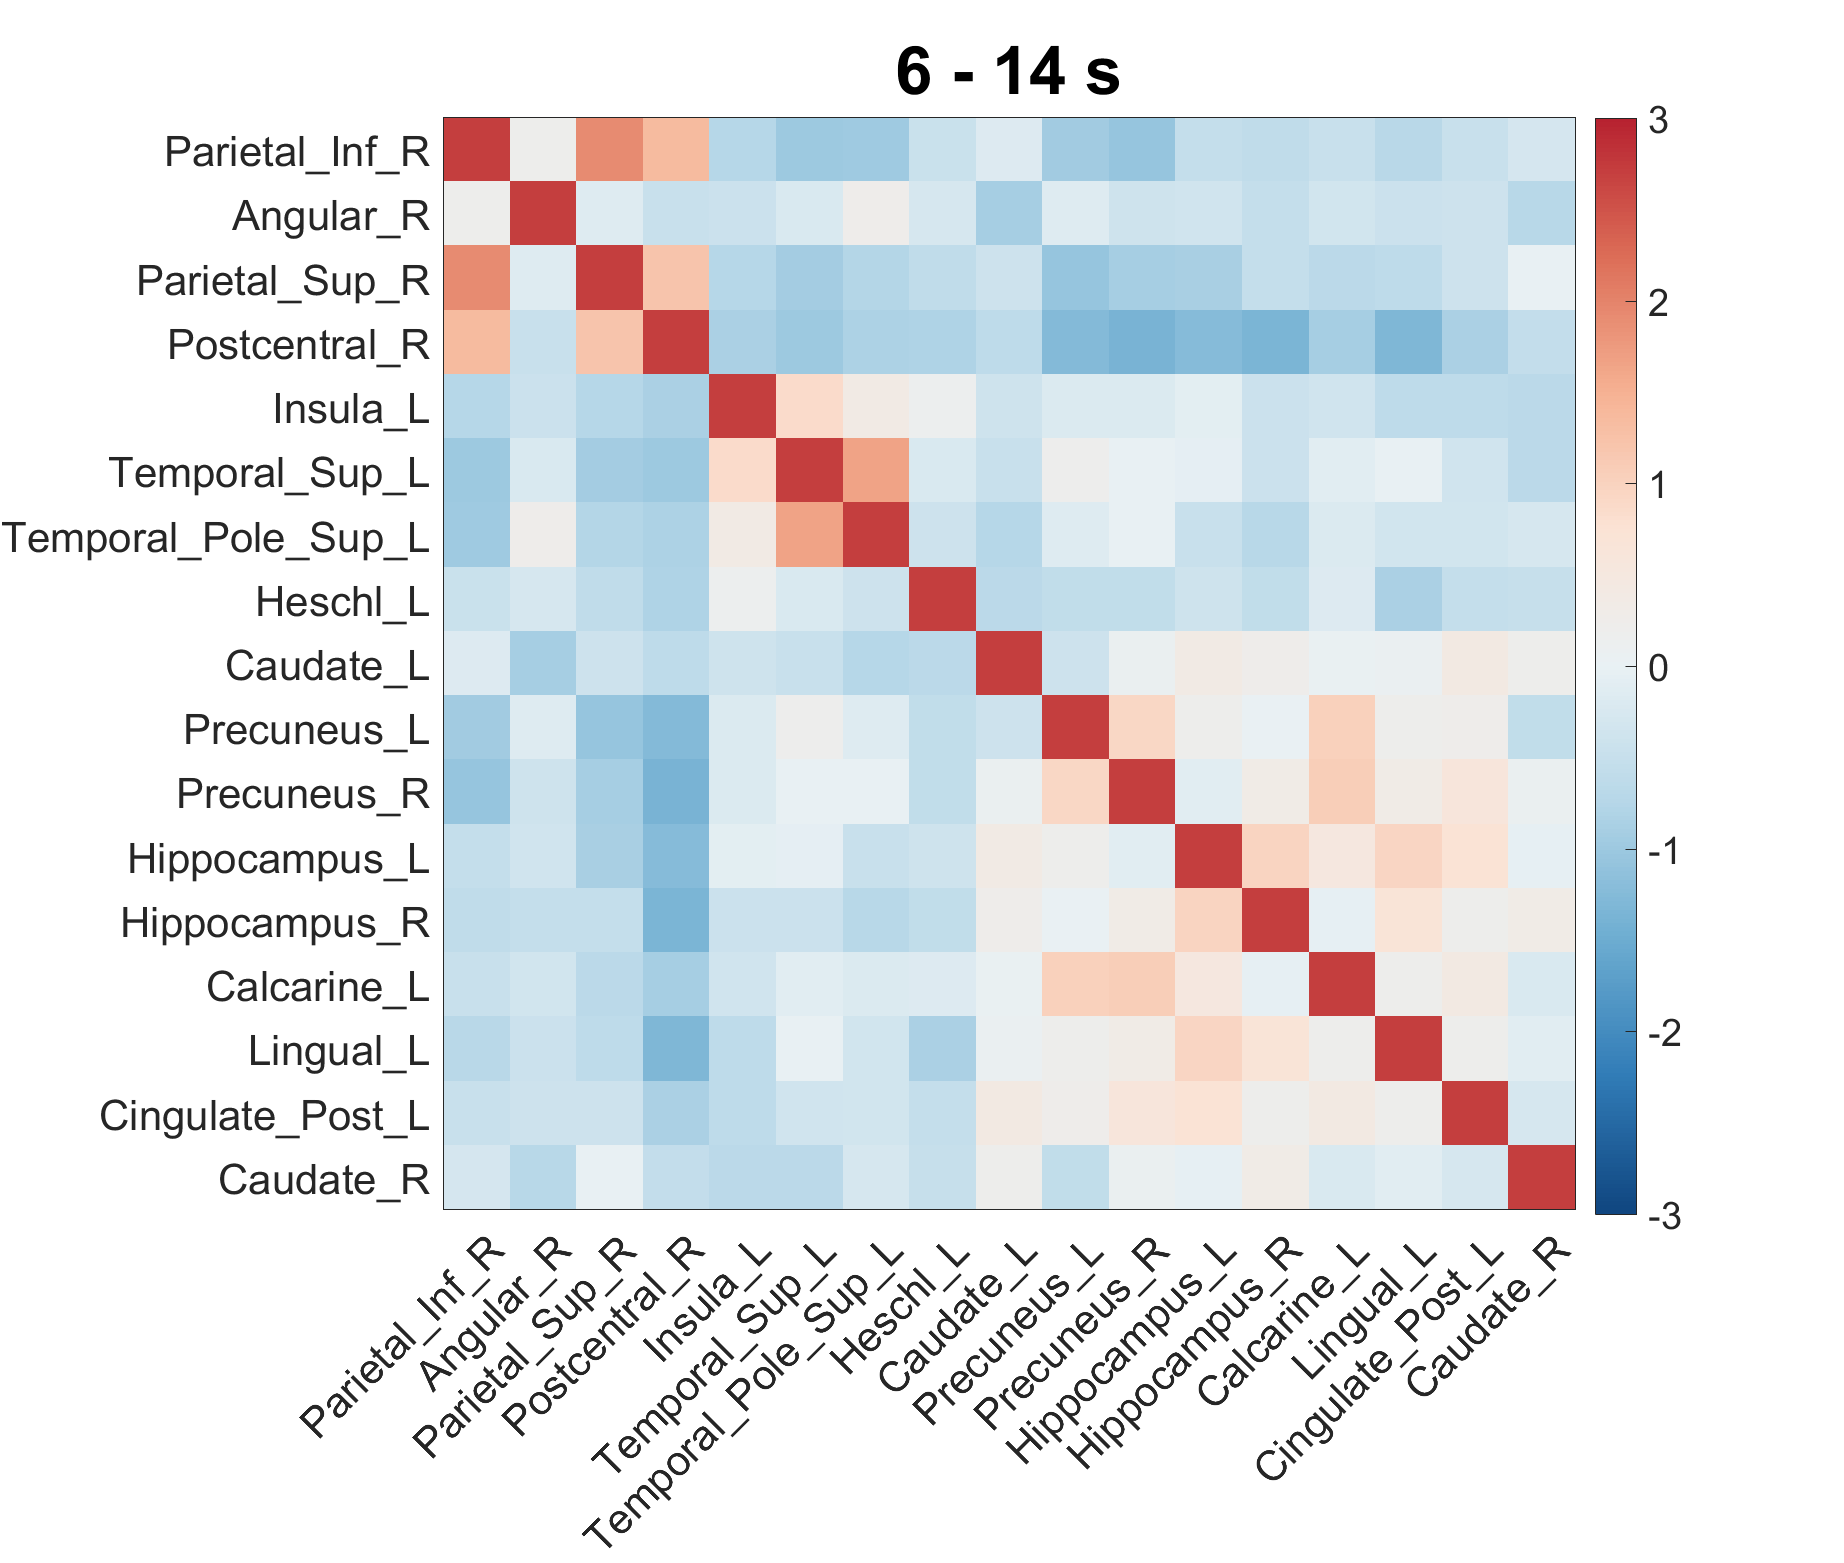 6 - 14 s
Parietal_Inf_R
Angular_R
Parietal_Sup_R
Postcentral_R
Insula_L
Temporal_Sup_L
Temporal_Pole_Sup_L
Heschl_L
Caudate_L
Precuneus_L
Precuneus_R
Hippocampus_L
Hippocampus_R
Calcarine_L
Lingual_L
Cingulate_Post_L
Caudate_R
Parietal_Inf_R
Angular_R
Parietal_Sup_R
Postcentral_R
Insula_L
Temporal_Sup_L
Temporal_Pole_Sup_L
Heschl_L
Caudate_L
Precuneus_L
Precuneus_R
Hippocampus_L
Hippocampus_R
Calcarine_L
Lingual_L
Cingulate_Post_L
Caudate_R
3
2
1
0
-1
-2
-3